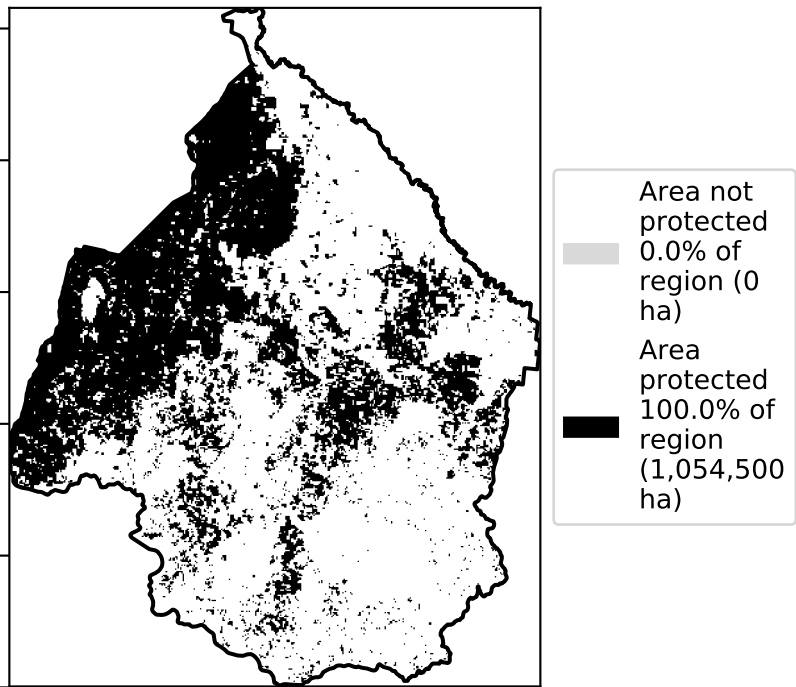 Area not
protected
0.0% of
region (0
ha)
Area
protected
100.0% of
region
(1,054,500
ha)